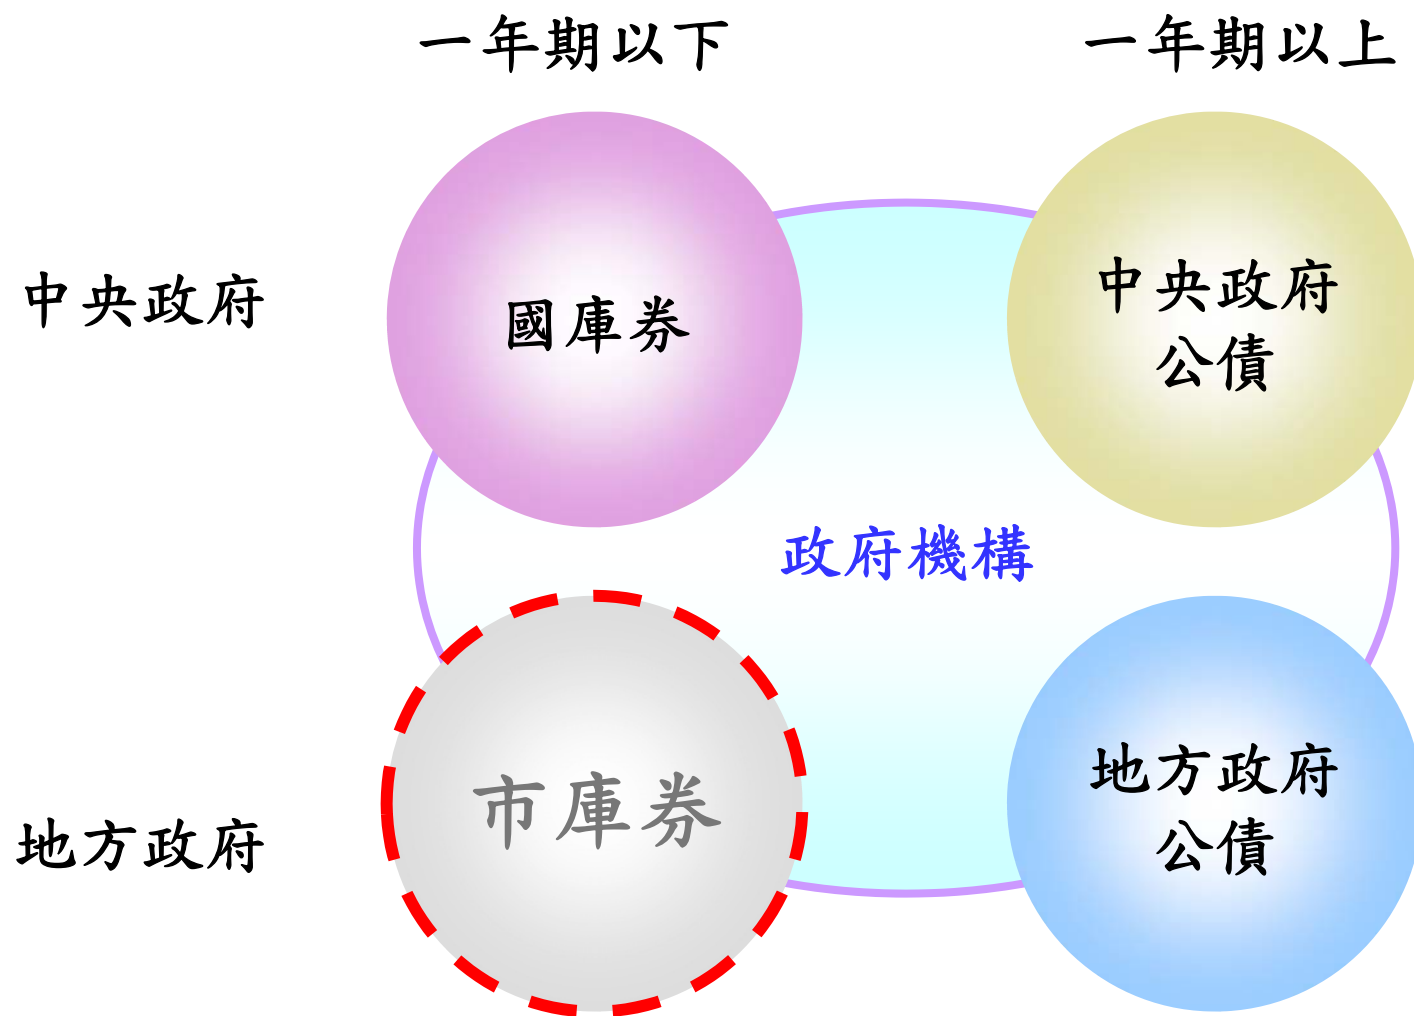 一年期以下
一年期以上
中央政府
國庫券
中央政府
公債
政府機構
地方政府
市庫券
地方政府
公債